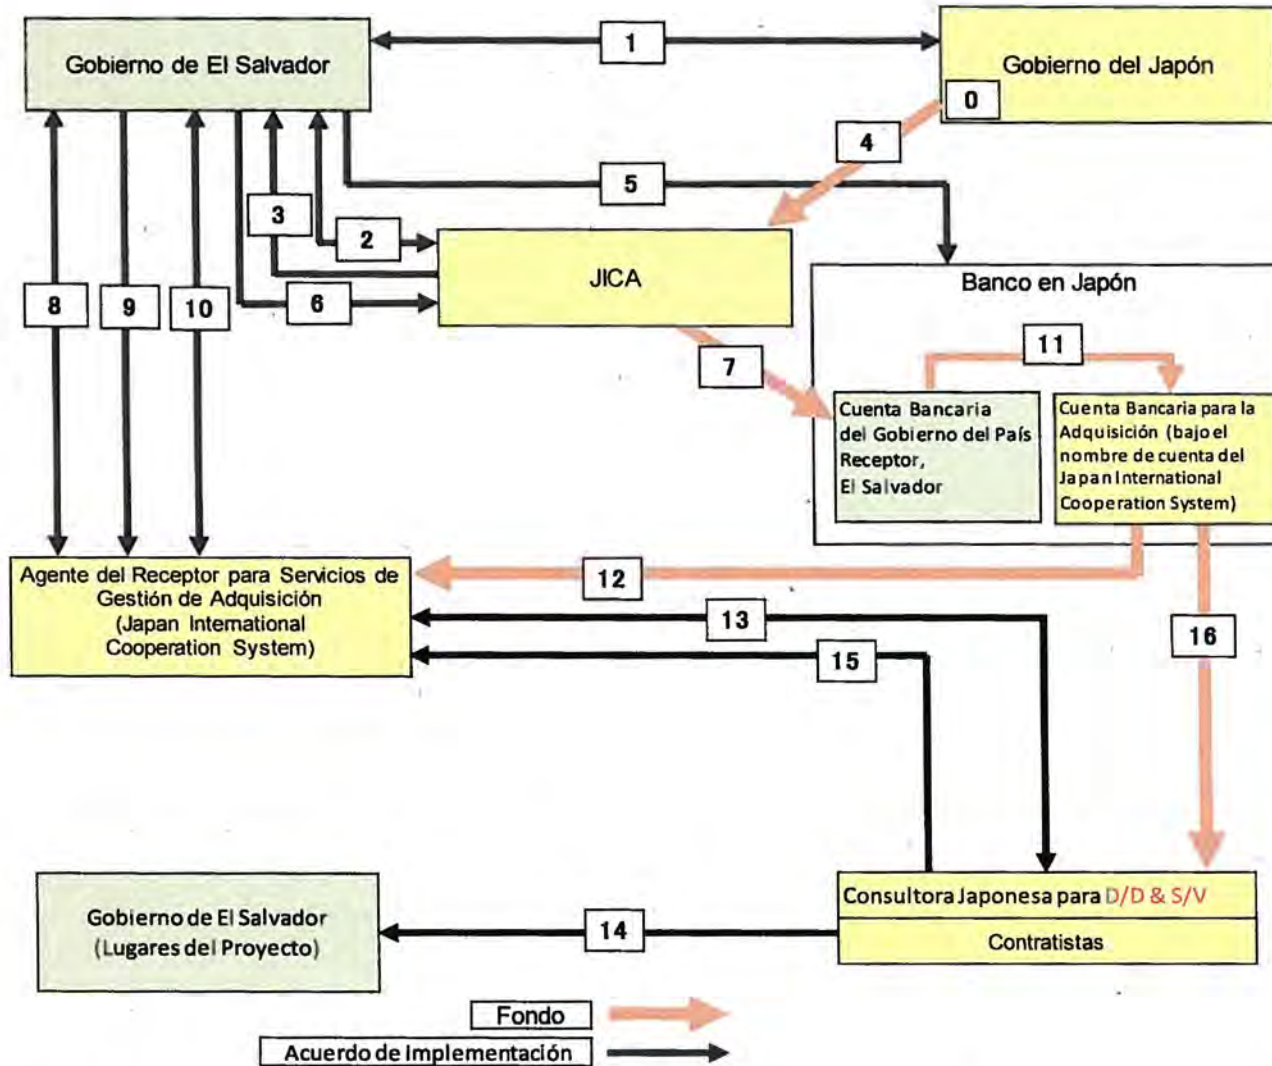 1
Gobierno de El Salvador
Gobierno del Japón
0
4
5
3
2
JICA
Banco en Japón
8
9
10
6
7
11
Cuenta Bancaria
del Gobierno del País
Receptor,
El Salvador
Cuenta Bancaria para la
Adquisición (bajo el
nombre de cuenta del
Japan International
Cooperation System)
Agente del Receptor para Servicios de
Gestión de Adquisición
(Japan International
Cooperation System)
12
13
15
16
Gobierno de El Salvador
(Lugares del Proyecto)
14
Consultora Japonesa para D/D & S/V
Contratistas
Fondo
Acuerdo de Implementación